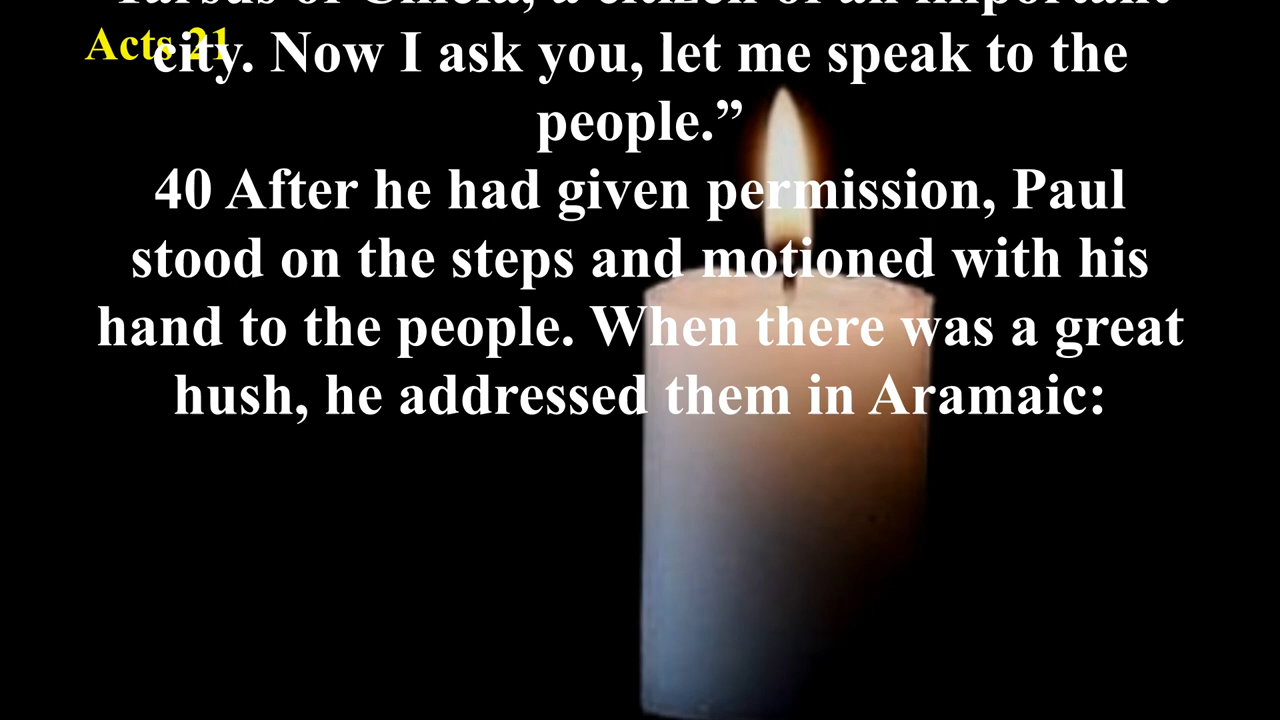 Tarsus of Cilicia, a citizen of an important
Acts 21
city. Now I ask you, let me speak to the
people.”
40 After he had given permission, Paul
stood on the steps and motioned with his
hand to the people. When there was a great
hush, he addressed them in Aramaic: